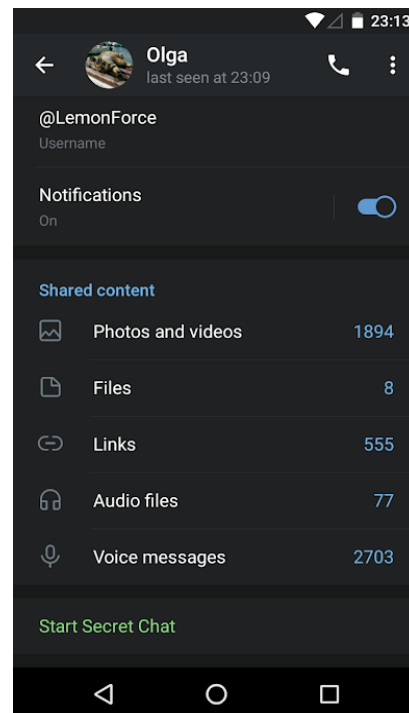 23:13
Olga
last seen at 23:09
@LemonForce
Username
Notifications
On
Shared content
Photos and videos 1894
Files 8
Links 555
Audio files 77
Voice messages 2703
Start Secret Chat